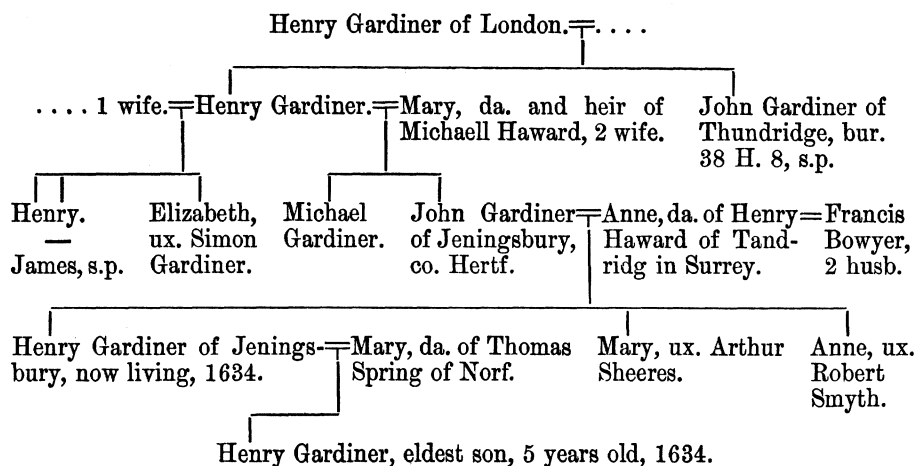 Henry Gardiner of London.=. . . .
. . . . 1 wife.=Henry Gardiner.=Mary, da. and heir of
Michaell Haward, 2 wife.
John Gardiner of
Thundridge, bur.
38 H. 8, s.p.
Henry.
—
James, s.p.
Elizabeth,
ux. Simon
Gardiner.
Michael
Gardiner.
John Gardiner
of Jeningsbury,
co. Hertf.
=Anne, da. of Henry
Haward of Tand-
ridg in Surrey.
=Francis
Bowyer,
2 husb.
Henry Gardiner of Jenings-
bury, now living, 1634.
=Mary, da. of Thomas
Spring of Norf.
Mary, ux. Arthur
Sheeres.
Anne, ux.
Robert
Smyth.
Henry Gardiner, eldest son, 5 years old, 1634.